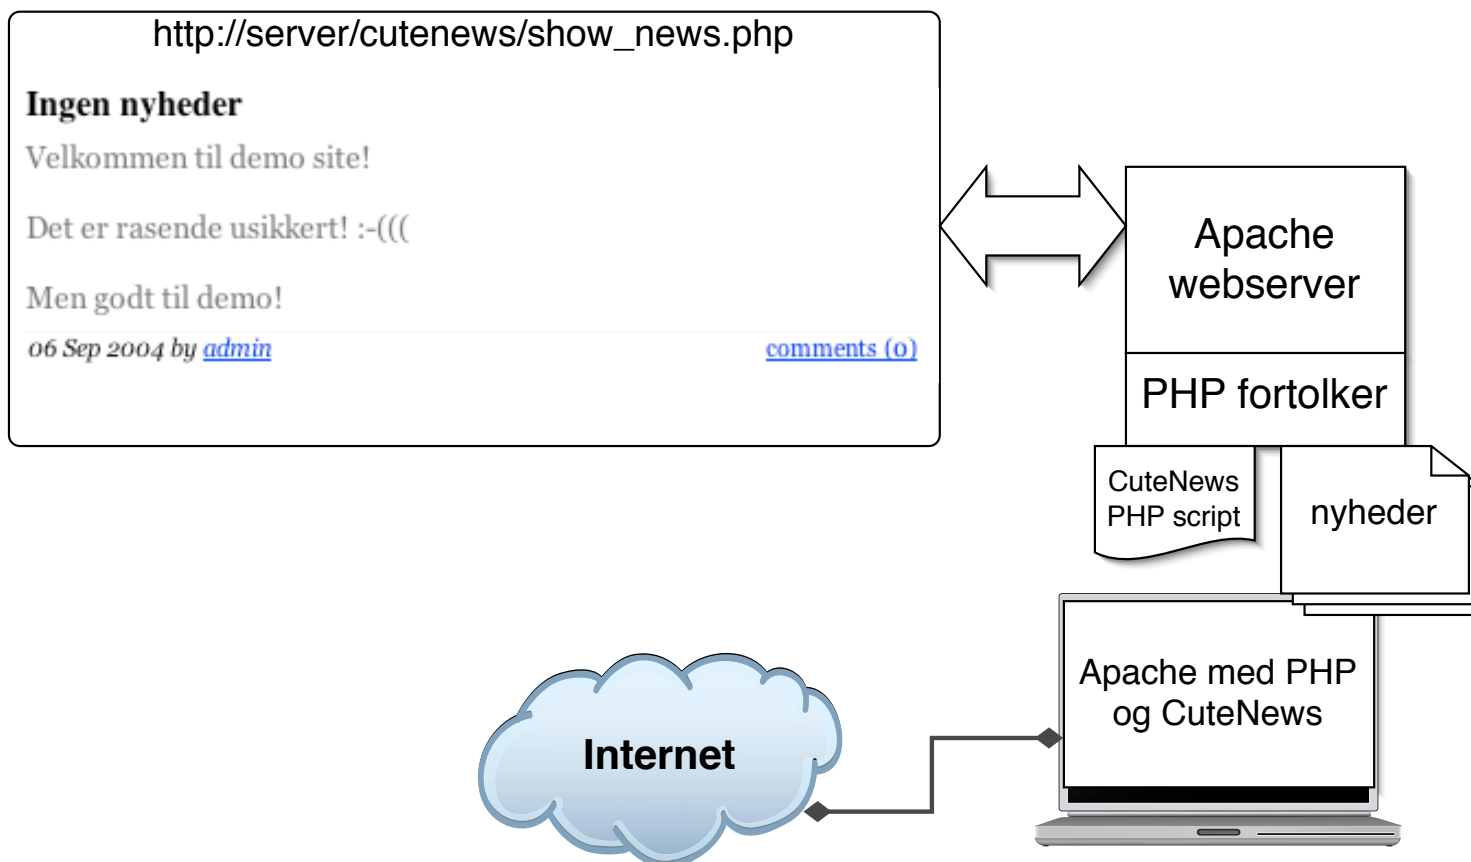 http://server/cutenews/show_news.php
Ingen nyheder
Velkommen til demo site!
Det er rasende usikkert! :-(((
Men godt til demo!
06 Sep 2004 by admin
comments (0)
Apache
webserver
PHP fortolker
CuteNews
PHP script
nyheder
Apache med PHP
og CuteNews
Internet